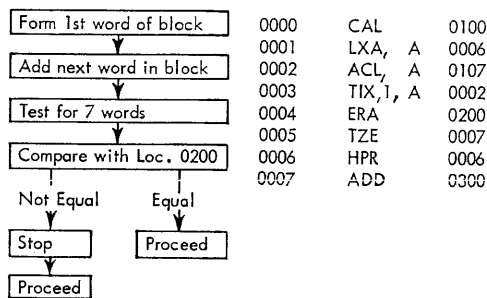 Form 1st word of block
Add next word in block
Test for 7 words
Compare with Loc. 0200
Not Equal Equal
Stop Proceed
Proceed
0000 CAL 0100
0001 LXA, A 0006
0002 ACL, A 0107
0003 TIX,1, A 0002
0004 ERA 0200
0005 TZE 0007
0006 HPR 0006
0007 ADD 0300